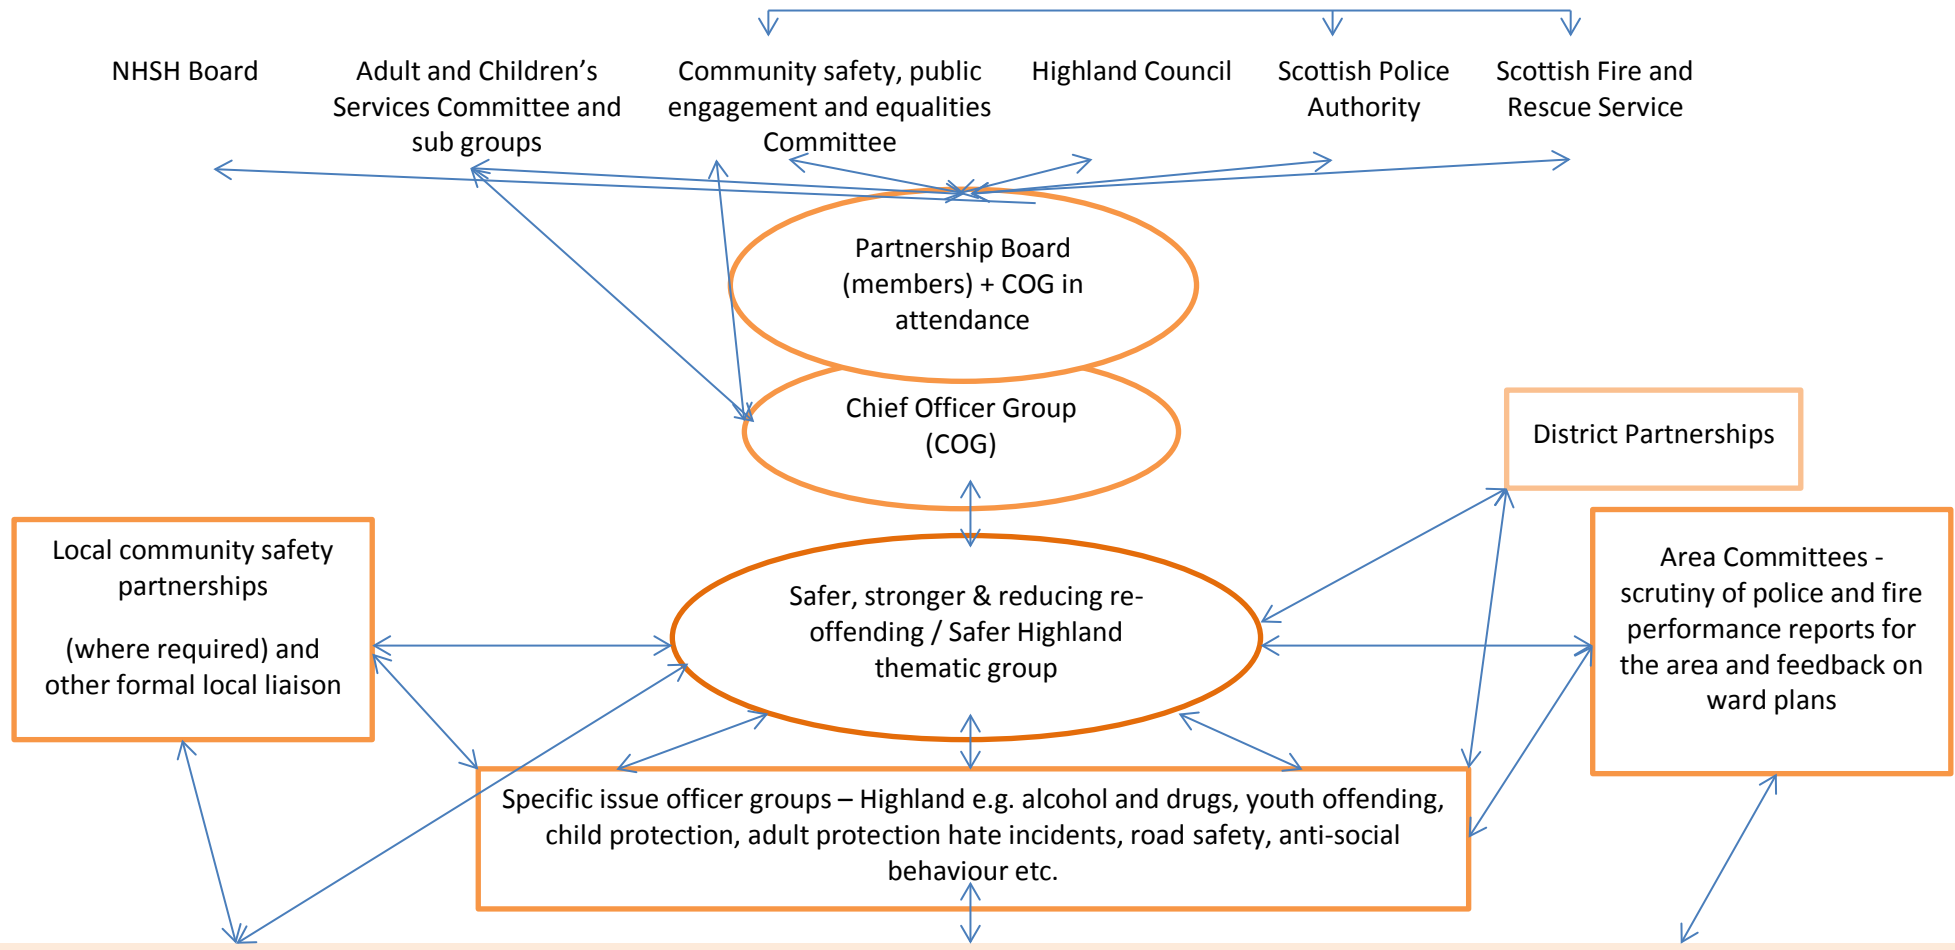 NHSH Board
Adult and Children’s
Services Committee and
sub groups
Community safety, public
engagement and equalities
Committee
Highland Council
Scottish Police
Authority
Scottish Fire and
Rescue Service
Partnership Board
(members) + COG in
attendance
Chief Officer Group
(COG)
District Partnerships
Local community safety
partnerships
(where required) and
other formal local liaison
Safer, stronger & reducing re-
offending / Safer Highland
thematic group
Area Committees -
scrutiny of police and fire
performance reports for
the area and feedback on
ward plans
Specific issue officer groups – Highland e.g. alcohol and drugs, youth offending,
child protection, adult protection hate incidents, road safety, anti-social
behaviour etc.